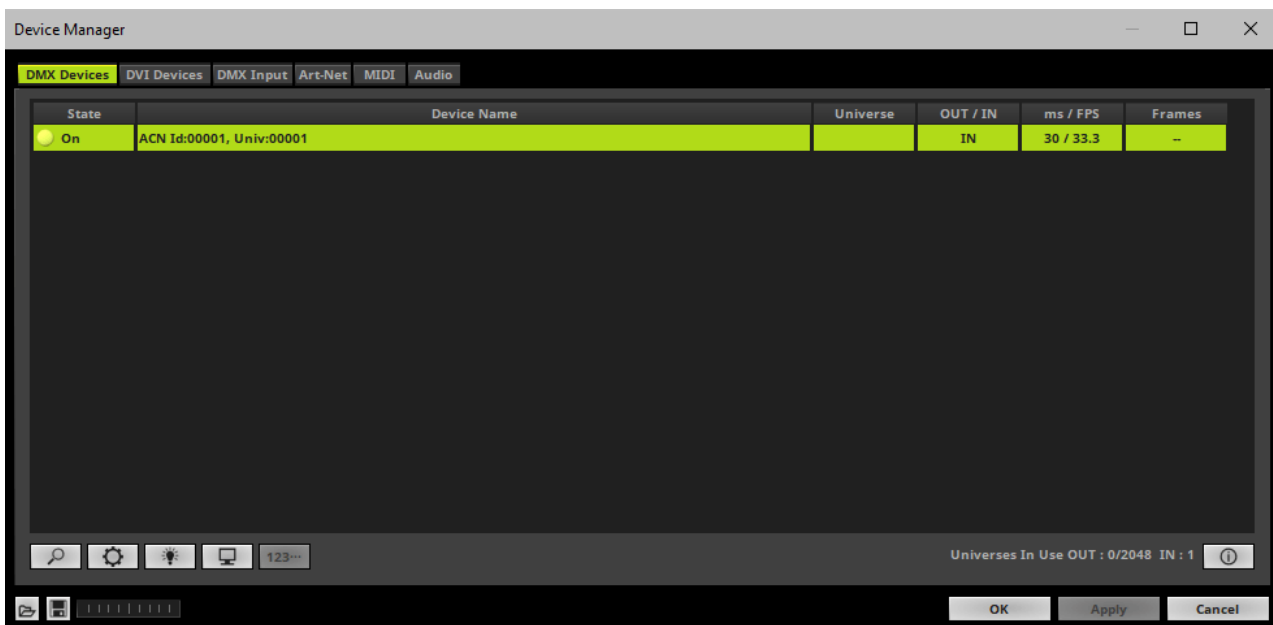 Device Manager
DMX Devices DVI Devices DMX Input Art-Net MIDI Audio
State Device Name Universe OUT / IN ms / FPS Frames
On ACN Id:00001, Univ:00001 IN 30 / 33.3 --
123...
Universes In Use OUT : 0/2048 IN : 1
OK Apply Cancel